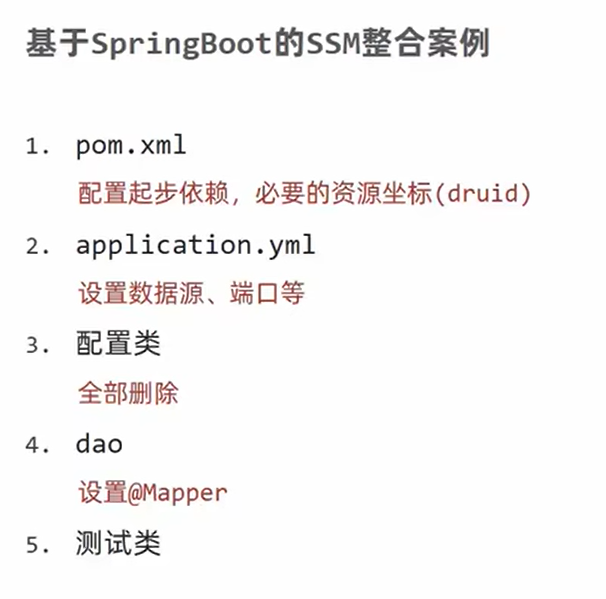 基于SpringBoot的SSM整合案例
1. pom.xml
配置起步依赖，必要的资源坐标(druid)
2. application.yml
设置数据源、端口等
3. 配置类
全部删除
4. dao
设置@Mapper
5. 测试类